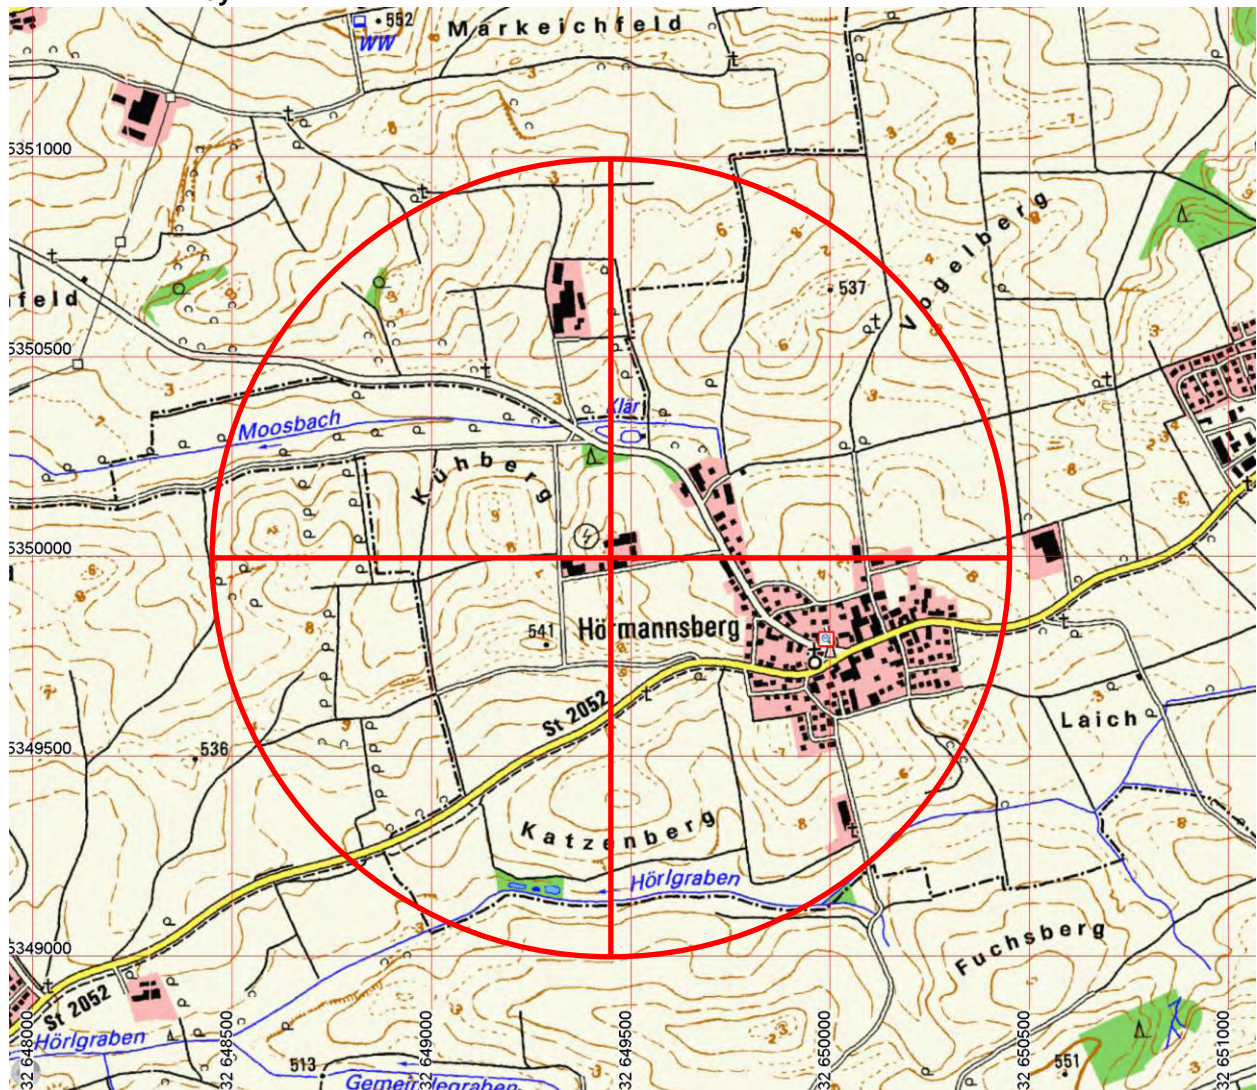 552
WW
Markeichfeld
5351000
537
Vogelberg
feld
5350500
Klär
Moosbach
Kühberg
5350000
541
Hörmannsberg
St 2052
536
Laich
5349500
Katzenberg
Hörlgraben
Fuchsberg
5349000
St 2052
Hörlgraben
513
Gemeindegraben
551
32 648000
32 648500
32 649000
32 649500
32 650000
32 650500
32 651000